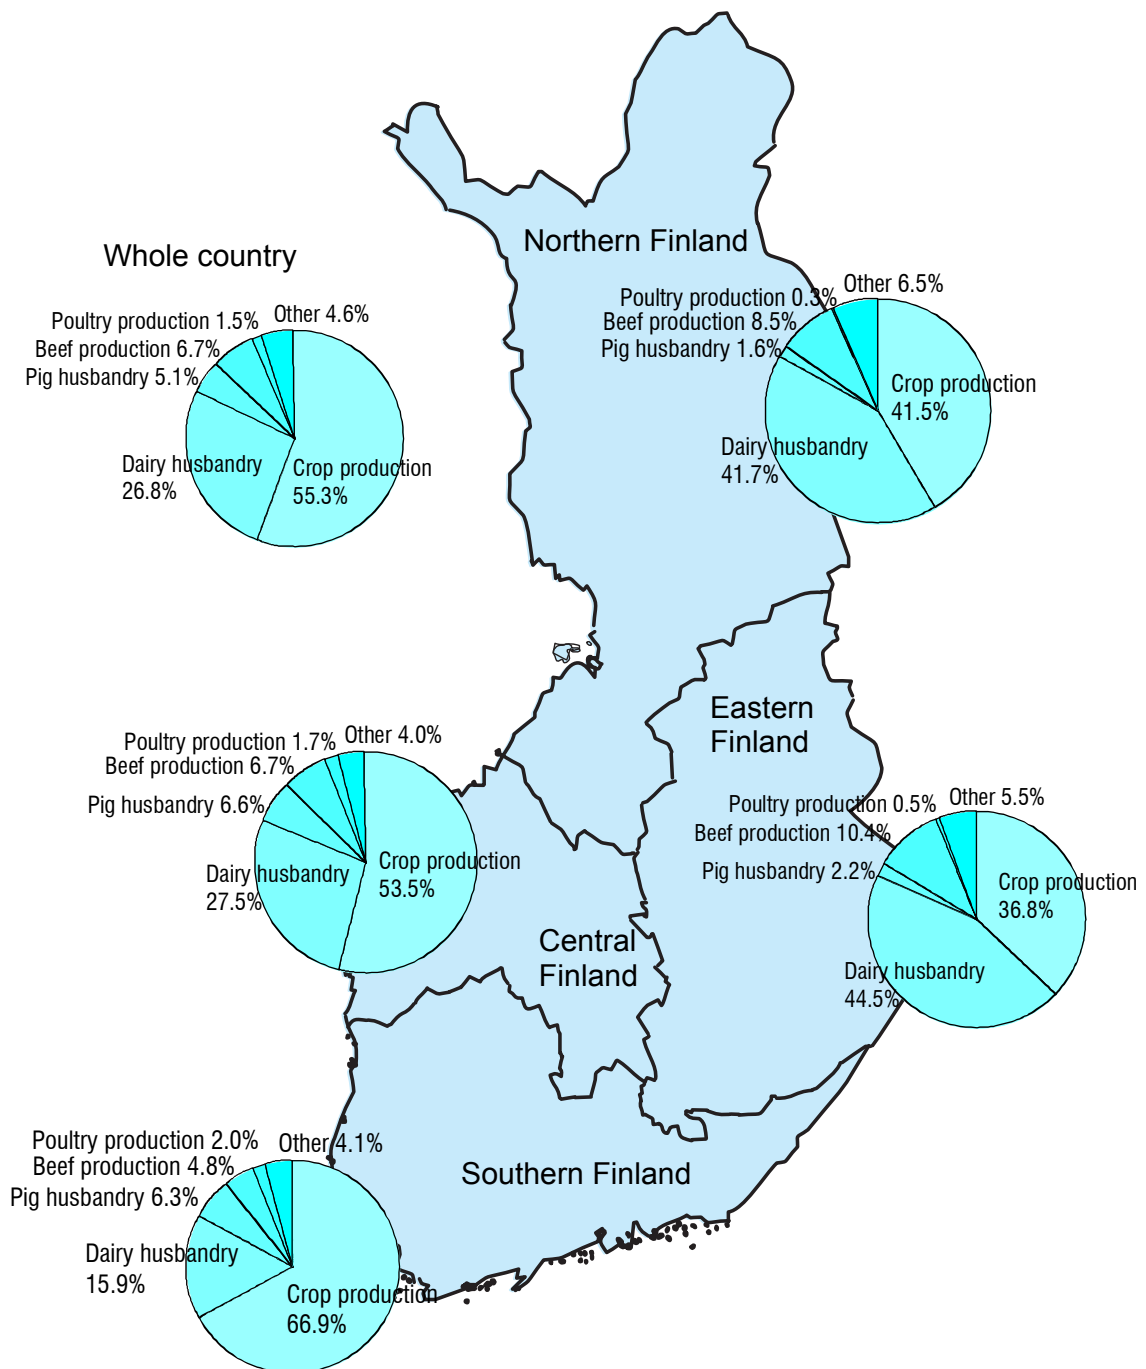 Northern Finland
Whole country
Other 6.5%
Poultry production 0.3%
Beef production 8.5%
Pig husbandry 1.6%
Crop production
41.5%
Dairy husbandry
41.7%
Other 4.6%
Poultry production 1.5%
Beef production 6.7%
Pig husbandry 5.1%
Dairy husbandry
26.8%
Crop production
55.3%
Eastern
Finland
Other 4.0%
Poultry production 1.7%
Beef production 6.7%
Pig husbandry 6.6%
Dairy husbandry
27.5%
Crop production
53.5%
Other 5.5%
Poultry production 0.5%
Beef production 10.4%
Pig husbandry 2.2%
Crop production
36.8%
Dairy husbandry
44.5%
Central
Finland
Southern Finland
Other 4.1%
Poultry production 2.0%
Beef production 4.8%
Pig husbandry 6.3%
Dairy husbandry
15.9%
Crop production
66.9%